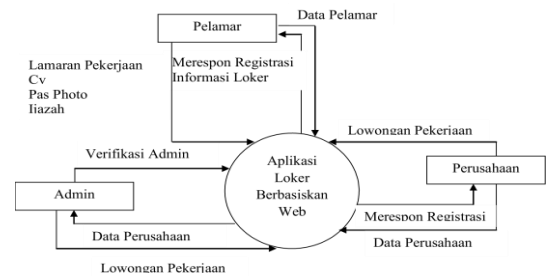 Pelamar
Data Pelamar
Lamaran Pekerjaan
Cv
Pas Photo
Ijazah
Merespon Registrasi
Informasi Loker
Lowongan Pekerjaan
Verifikasi Admin
Aplikasi
Loker
Berbasiskan
Web
Perusahaan
Admin
Merespon Registrasi
Data Perusahaan
Data Perusahaan
Lowongan Pekerjaan